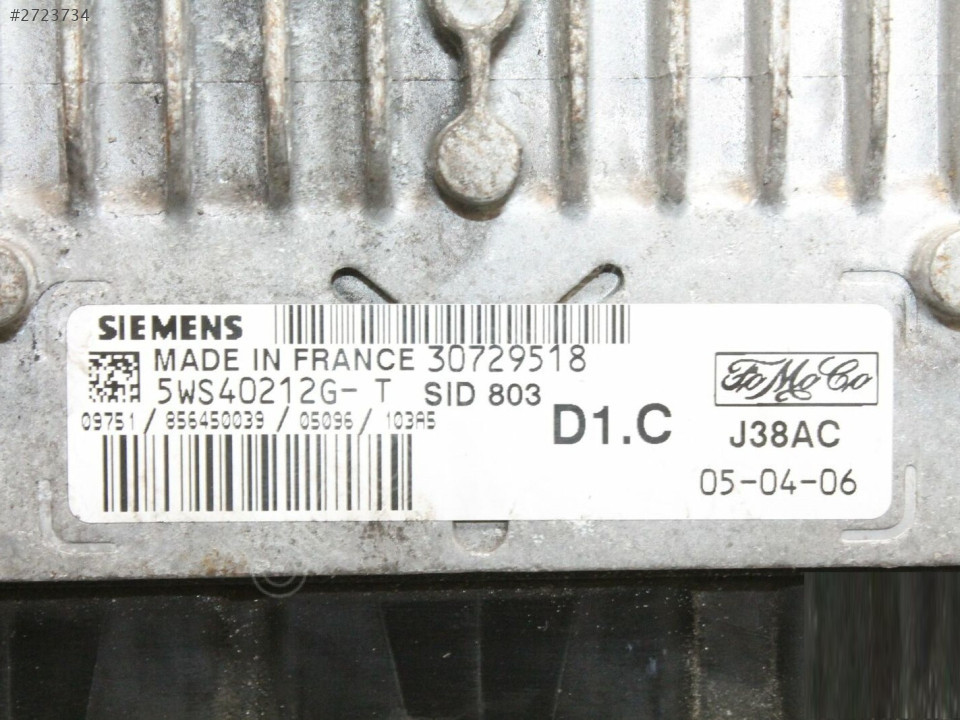 #2723734
SIEMENS
MADE IN FRANCE 30729518
5WS40212G- T SID 803
09751 / 856450039 / 05096 / 103A5
D1.C
FoMoCo
J38AC
05-04-06